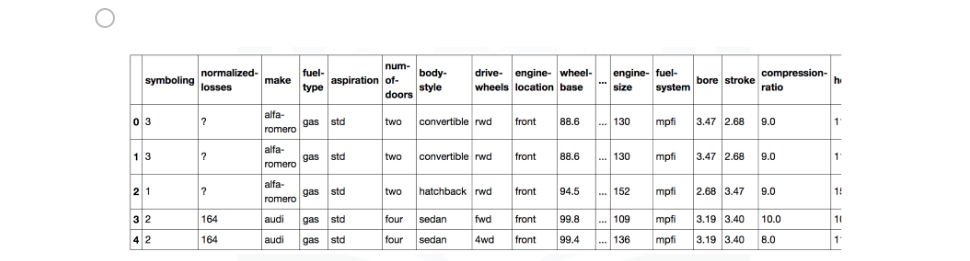 symboling normalized-losses make fuel-type aspiration num-of-doors body-style drive-wheels engine-location wheel-base ... engine-size fuel-system bore stroke compression-ratio
0 3 ? alfa-romero gas std two convertible rwd front 88.6 ... 130 mpfi 3.47 2.68 9.0
1 3 ? alfa-romero gas std two convertible rwd front 88.6 ... 130 mpfi 3.47 2.68 9.0
2 1 ? alfa-romero gas std two hatchback rwd front 94.5 ... 152 mpfi 2.68 3.47 9.0
3 2 164 audi gas std four sedan fwd front 99.8 ... 109 mpfi 3.19 3.40 10.0
4 2 164 audi gas std four sedan 4wd front 99.4 ... 136 mpfi 3.19 3.40 8.0